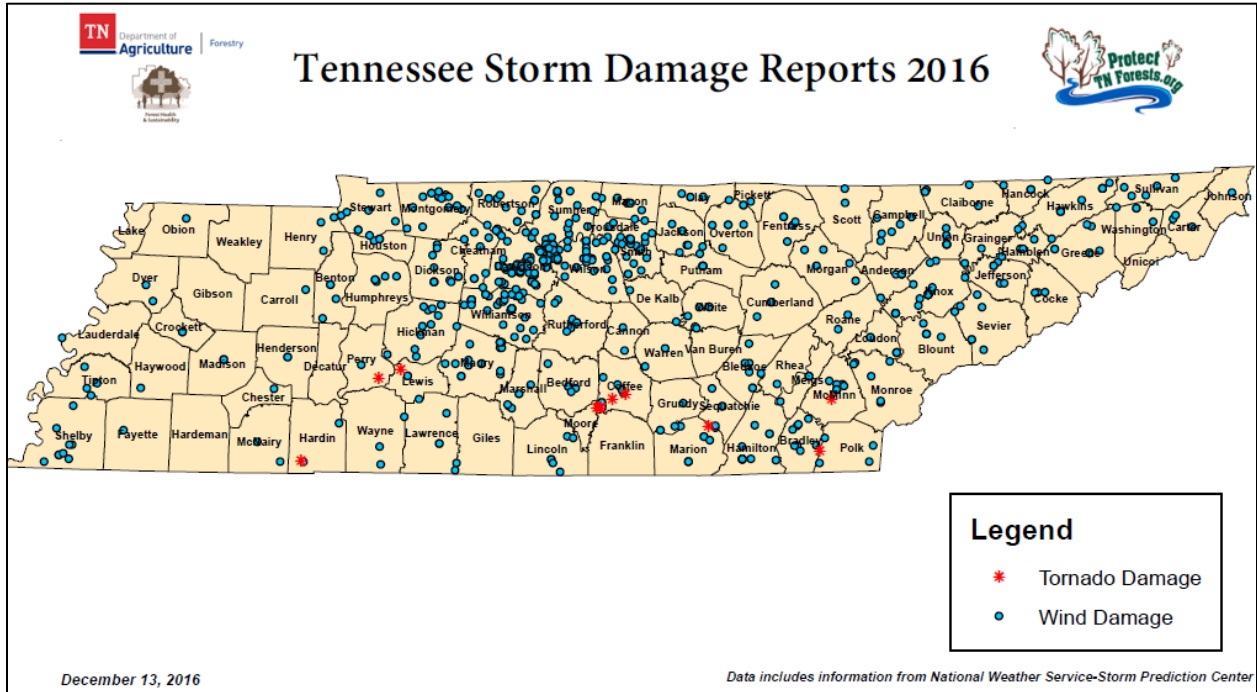 TN
Department of
Agriculture
Forestry
Forest Health
& Sustainability
Tennessee Storm Damage Reports 2016
Protect
TN Forests.org
Stewart
Montgomery
Robertson
Sumner
Macon
Clay
Pickett
Scott
Campbell
Claiborne
Hancock
Hawkins
Sullivan
Johnson
Lake
Obion
Weakley
Henry
Houston
Cheatham
Trousdale
Jackson
Overton
Fentress
Union
Grainger
Hamblen
Greene
Washington
Carter
Unicoi
Dyer
Gibson
Carroll
Benton
Humphreys
Dickson
Davidson
Wilson
Smith
Putnam
Morgan
Anderson
Knox
Jefferson
Cocke
De Kalb
White
Cumberland
Roane
Loudon
Sevier
Blount
Lauderdale
Crockett
Haywood
Madison
Henderson
Decatur
Perry
Hickman
Lewis
Williamson
Maury
Rutherford
Cannon
Warren
Van Buren
Bledsoe
Rhea
Meigs
McMinn
Monroe
Tipton
Chester
Marshall
Bedford
Coffee
Grundy
Sequatchie
Moore
Shelby
Fayette
Hardeman
McNairy
Hardin
Wayne
Lawrence
Giles
Lincoln
Franklin
Marion
Hamilton
Bradley
Polk
Legend
Tornado Damage
Wind Damage
December 13, 2016
Data includes information from National Weather Service-Storm Prediction Center